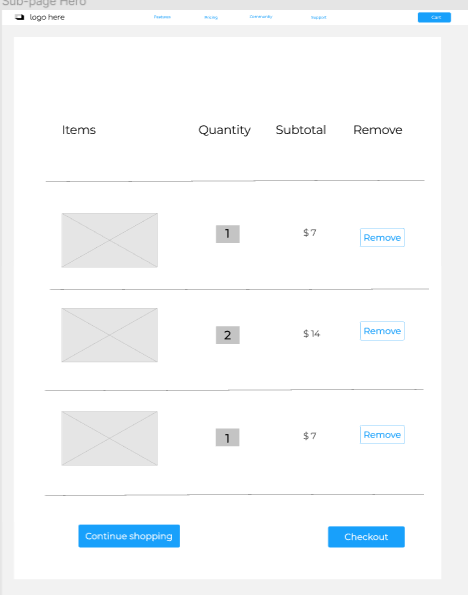 Sub-page Hero
logo here Features Pricing Community Support Cart
Items Quantity Subtotal Remove
1 $ 7 Remove
2 $ 14 Remove
1 $ 7 Remove
Continue shopping Checkout